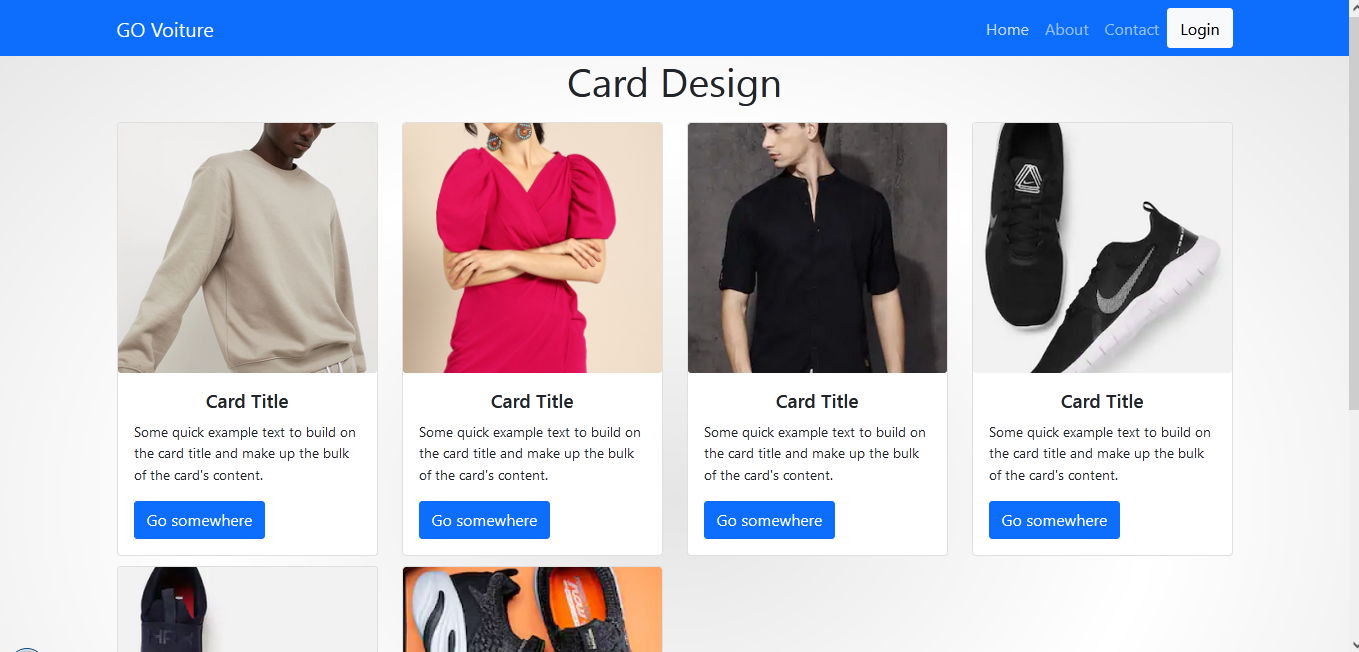 GO Voiture
Home About Contact Login
Card Design
Card Title
Some quick example text to build on
the card title and make up the bulk
of the card's content.
Go somewhere
Card Title
Some quick example text to build on
the card title and make up the bulk
of the card's content.
Go somewhere
Card Title
Some quick example text to build on
the card title and make up the bulk
of the card's content.
Go somewhere
Card Title
Some quick example text to build on
the card title and make up the bulk
of the card's content.
Go somewhere
HRX